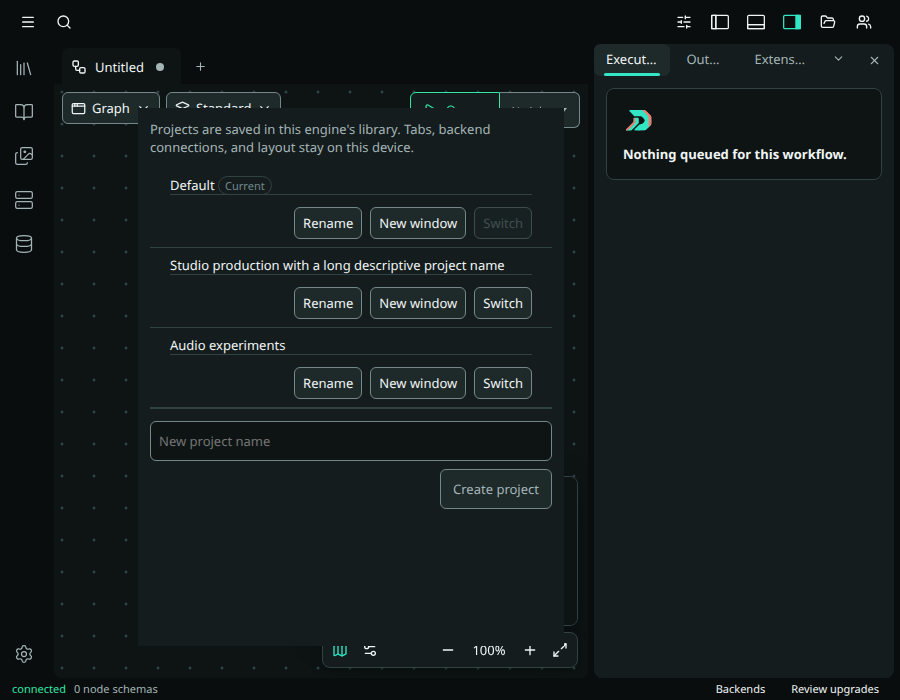 Untitled
Execut...
Out...
Extens...
Graph
Standard
Projects are saved in this engine's library. Tabs, backend
connections, and layout stay on this device.
Nothing queued for this workflow.
Default Current
Rename New window Switch
Studio production with a long descriptive project name
Rename New window Switch
Audio experiments
Rename New window Switch
New project name
Create project
100%
connected 0 node schemas
Backends Review upgrades